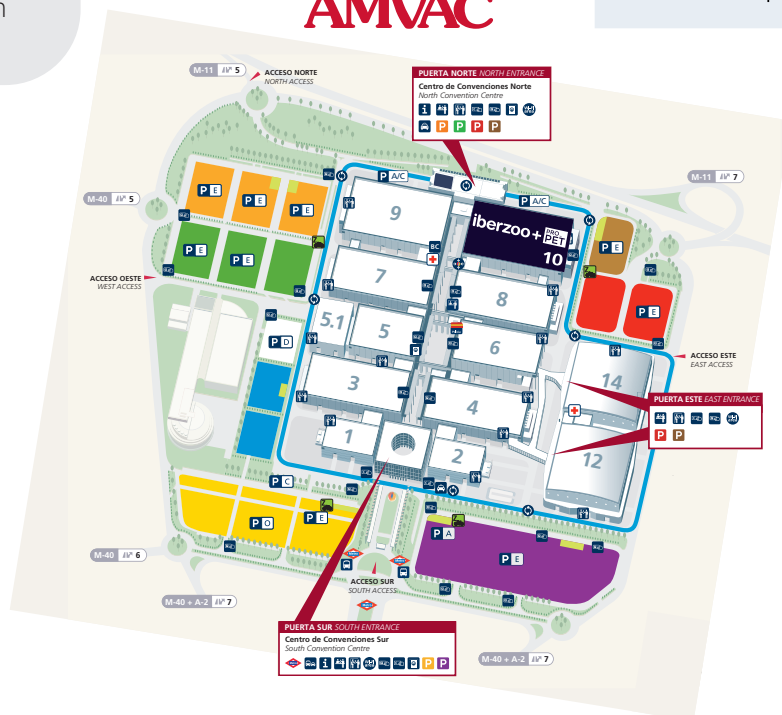 n
AMVAC
M-11 5
ACCESO NORTE
NORTH ACCESS
PUERTA NORTE NORTH ENTRANCE
Centro de Convenciones Norte
North Convention Centre
i
P P P P
M-11 7
M-40 5
P E
P E
P E
P A/C
P A/C
9
iberzoo+ PRO PET
10
P E
P E
P E
BC
7
8
ACCESO OESTE
WEST ACCESS
P E
5.1
5
6
P D
ACCESO ESTE
EAST ACCESS
3
4
14
PUERTA ESTE EAST ENTRANCE
P P
1
2
12
P C
P O
P E
P A
P E
M-40 6
ACCESO SUR
SOUTH ACCESS
M-40 + A-2 7
PUERTA SUR SOUTH ENTRANCE
Centro de Convenciones Sur
South Convention Centre
i P P
M-40 + A-2 7